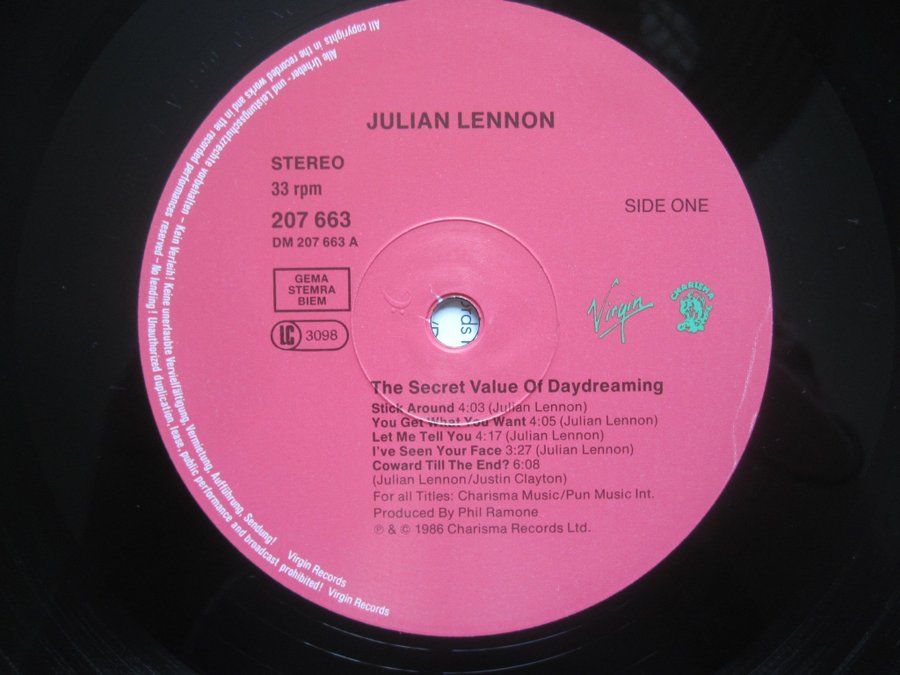 JULIAN LENNON
STEREO
33 rpm
207 663
DM 207 663 A
SIDE ONE
GEMA
STEMRA
BIEM
LC 3098
Virgin
CHARISMA
ords
The Secret Value Of Daydreaming
Stick Around 4:03 (Julian Lennon)
You Get What You Want 4:05 (Julian Lennon)
Let Me Tell You 4:17 (Julian Lennon)
I've Seen Your Face 3:27 (Julian Lennon)
Coward Till The End? 6:08
(Julian Lennon/Justin Clayton)
For all Titles: Charisma Music/Pun Music Int.
Produced By Phil Ramone
℗ & © 1986 Charisma Records Ltd.
Alle Urheber- und Leistungsschutzrechte vorbehalten – Kein Verleih! Keine unerlaubte Vervielfältigung, Vermietung, Aufführung, Sendung! Virgin Records
All copyrights in the recorded works and in the recorded performances reserved – No lending! Unauthorized duplication, lease, public performance and broadcast prohibited! Virgin Records